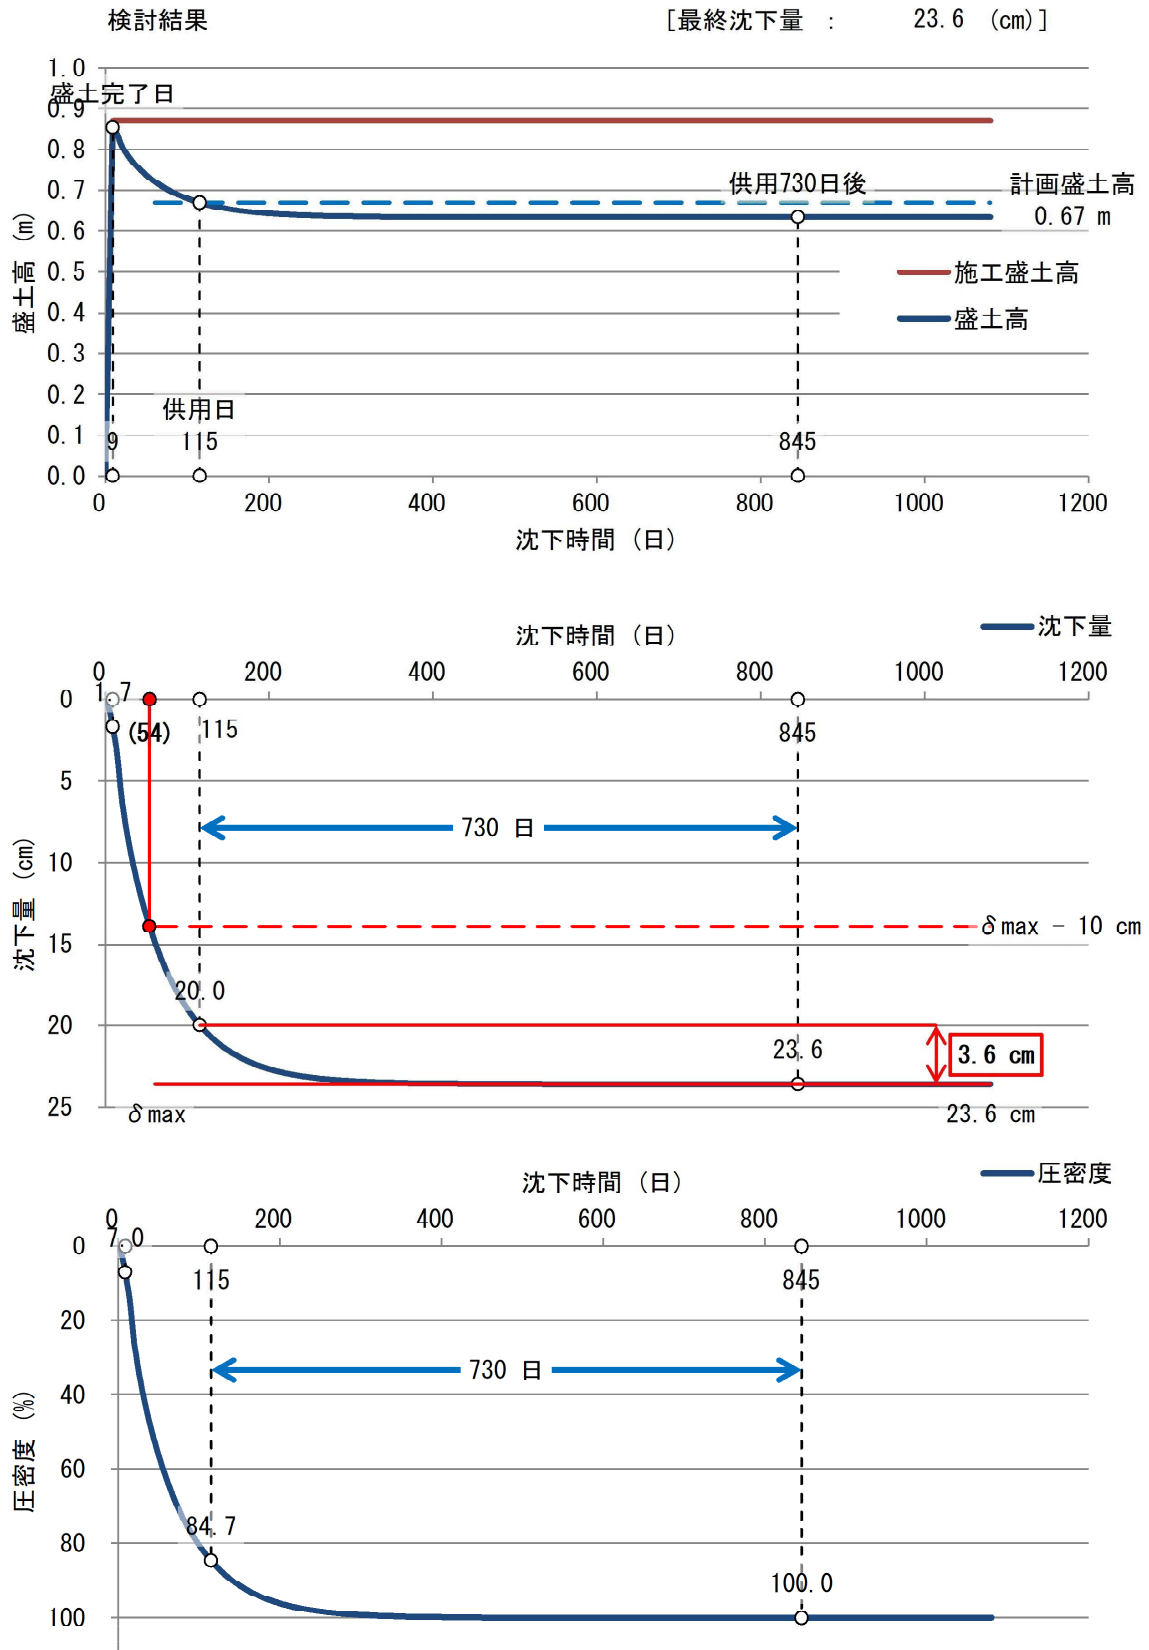 検討結果 [最終沈下量 : 23.6 (cm)]
1.0
盛土完了日
0.9
0.8
0.7
0.6
0.5
0.4
0.3
0.2
0.1
0.0
盛土高 (m)
供用730日後
計画盛土高
0.67 m
施工盛土高
盛土高
供用日
9 115 845
0 200 400 600 800 1000 1200
沈下時間 (日)
沈下時間 (日)
沈下量
0 200 400 600 800 1000 1200
1.7
0
5
10
15
20
25
沈下量 (cm)
(54) 115 845
730 日
δmax - 10 cm
20.0
23.6
3.6 cm
δmax
23.6 cm
圧密度
沈下時間 (日)
0 200 400 600 800 1000 1200
7.0
0
20
40
60
80
100
圧密度 (%)
115 845
730 日
84.7
100.0